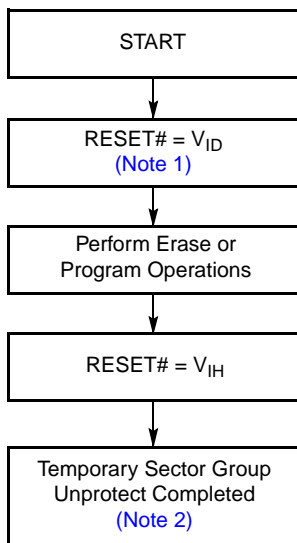 START
RESET# = VID
(Note 1)
Perform Erase or
Program Operations
RESET# = VIH
Temporary Sector Group
Unprotect Completed
(Note 2)